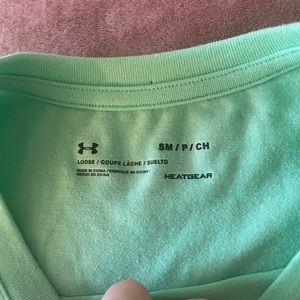 SM / P / CH
LOOSE / COUPE LÂCHE / SUELTO
MADE IN CHINA / FABRIQUÉ EN CHINE /
HECHO EN CHINA
HEATGEAR